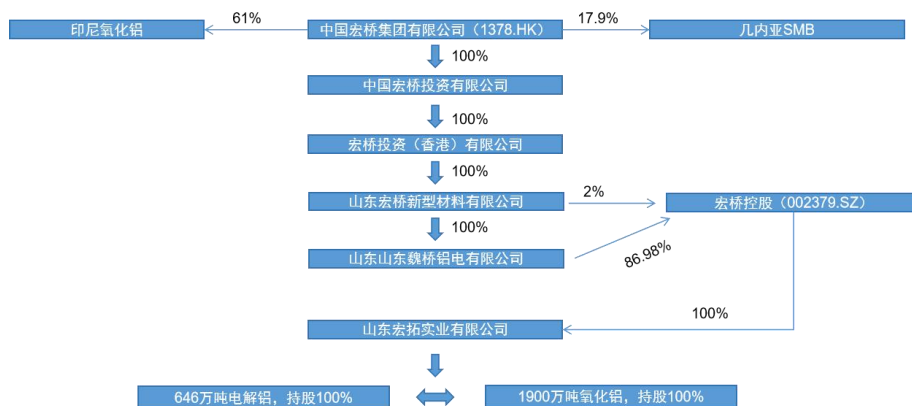 印尼氧化铝
61%
中国宏桥集团有限公司（1378.HK）
17.9%
几内亚SMB
100%
中国宏桥投资有限公司
100%
宏桥投资（香港）有限公司
100%
山东宏桥新型材料有限公司
2%
宏桥控股（002379.SZ）
100%
山东山东魏桥铝电有限公司
86.98%
100%
山东宏拓实业有限公司
646万吨电解铝，持股100%
1900万吨氧化铝，持股100%